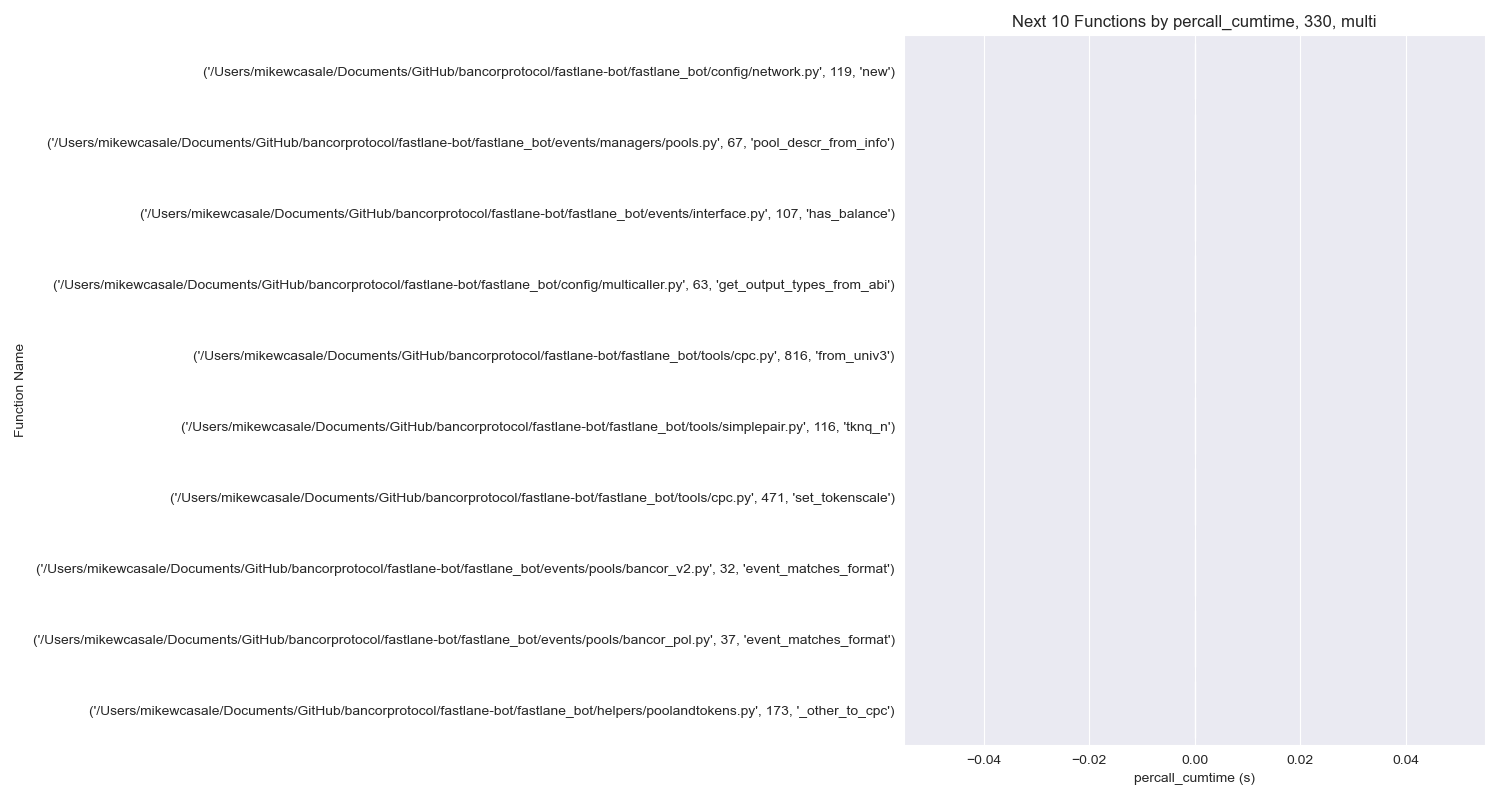 Next 10 Functions by percall_cumtime, 330, multi
('/Users/mikewcasale/Documents/GitHub/bancorprotocol/fastlane-bot/fastlane_bot/config/network.py', 119, 'new')
('/Users/mikewcasale/Documents/GitHub/bancorprotocol/fastlane-bot/fastlane_bot/events/managers/pools.py', 67, 'pool_descr_from_info')
('/Users/mikewcasale/Documents/GitHub/bancorprotocol/fastlane-bot/fastlane_bot/events/interface.py', 107, 'has_balance')
('/Users/mikewcasale/Documents/GitHub/bancorprotocol/fastlane-bot/fastlane_bot/config/multicaller.py', 63, 'get_output_types_from_abi')
('/Users/mikewcasale/Documents/GitHub/bancorprotocol/fastlane-bot/fastlane_bot/tools/cpc.py', 816, 'from_univ3')
('/Users/mikewcasale/Documents/GitHub/bancorprotocol/fastlane-bot/fastlane_bot/tools/simplepair.py', 116, 'tknq_n')
('/Users/mikewcasale/Documents/GitHub/bancorprotocol/fastlane-bot/fastlane_bot/tools/cpc.py', 471, 'set_tokenscale')
('/Users/mikewcasale/Documents/GitHub/bancorprotocol/fastlane-bot/fastlane_bot/events/pools/bancor_v2.py', 32, 'event_matches_format')
('/Users/mikewcasale/Documents/GitHub/bancorprotocol/fastlane-bot/fastlane_bot/events/pools/bancor_pol.py', 37, 'event_matches_format')
('/Users/mikewcasale/Documents/GitHub/bancorprotocol/fastlane-bot/fastlane_bot/helpers/poolandtokens.py', 173, '_other_to_cpc')
Function Name
−0.04 −0.02 0.00 0.02 0.04
percall_cumtime (s)